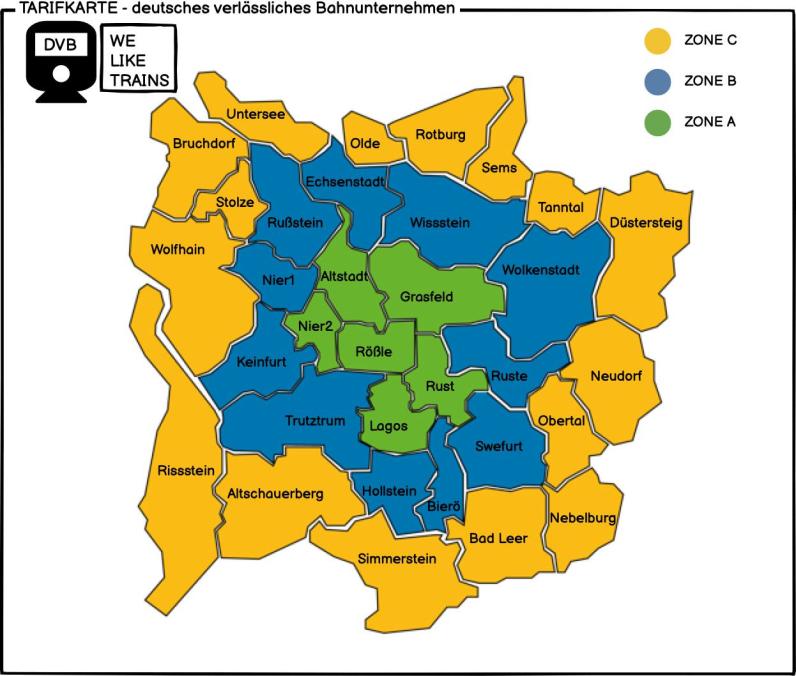 TARIFKARTE - deutsches verlässliches Bahnunternehmen
DVB
WE
LIKE
TRAINS
ZONE C
ZONE B
ZONE A
Untersee
Bruchdorf
Olde
Rotburg
Sems
Echsenstadt
Stolze
Tanntal
Rußstein
Wissstein
Düstersteig
Wolfhain
Wolkenstadt
Nier1
Altstadt
Grasfeld
Nier2
Rößle
Keinfurt
Ruste
Neudorf
Rust
Trutztrum
Lagos
Obertal
Swefurt
Rissstein
Altschauerberg
Hollstein
Bierö
Nebelburg
Bad Leer
Simmerstein